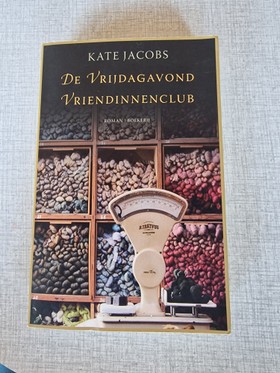 KATE JACOBS
DE VRIJDAGAVOND
VRIENDINNENCLUB
ROMAN | BOEKERIJ